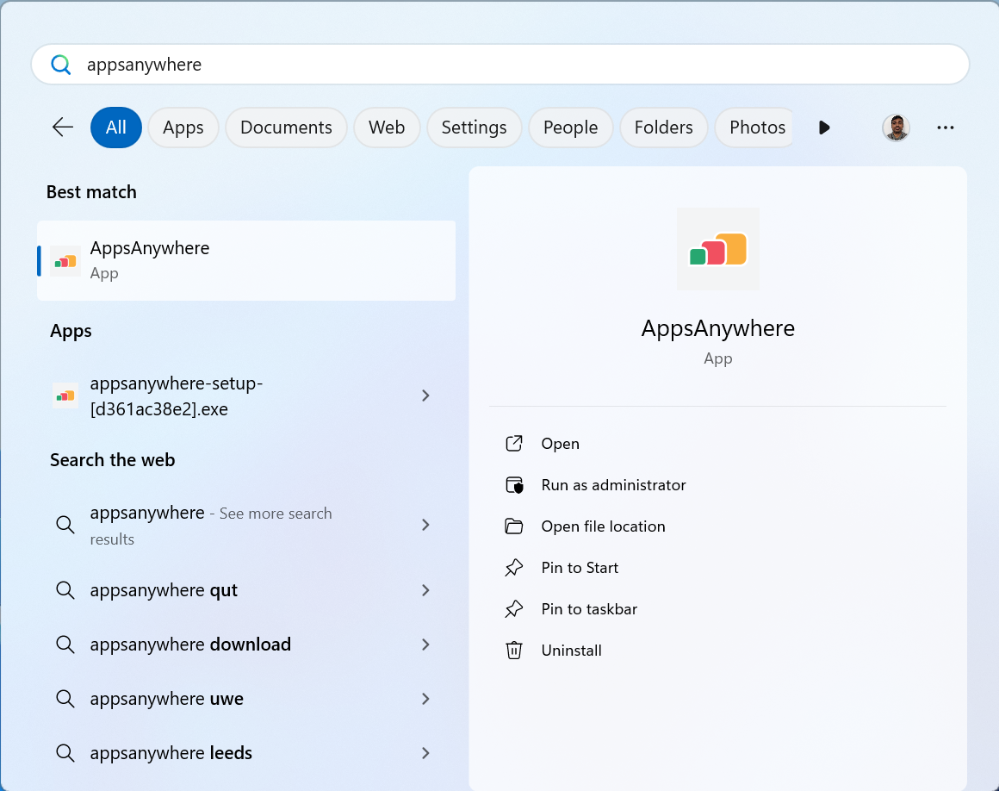 appsanywhere
All Apps Documents Web Settings People Folders Photos
Best match
AppsAnywhere
App
Apps
appsanywhere-setup-
[d361ac38e2].exe
Search the web
appsanywhere - See more search
results
appsanywhere qut
appsanywhere download
appsanywhere uwe
appsanywhere leeds
AppsAnywhere
App
Open
Run as administrator
Open file location
Pin to Start
Pin to taskbar
Uninstall